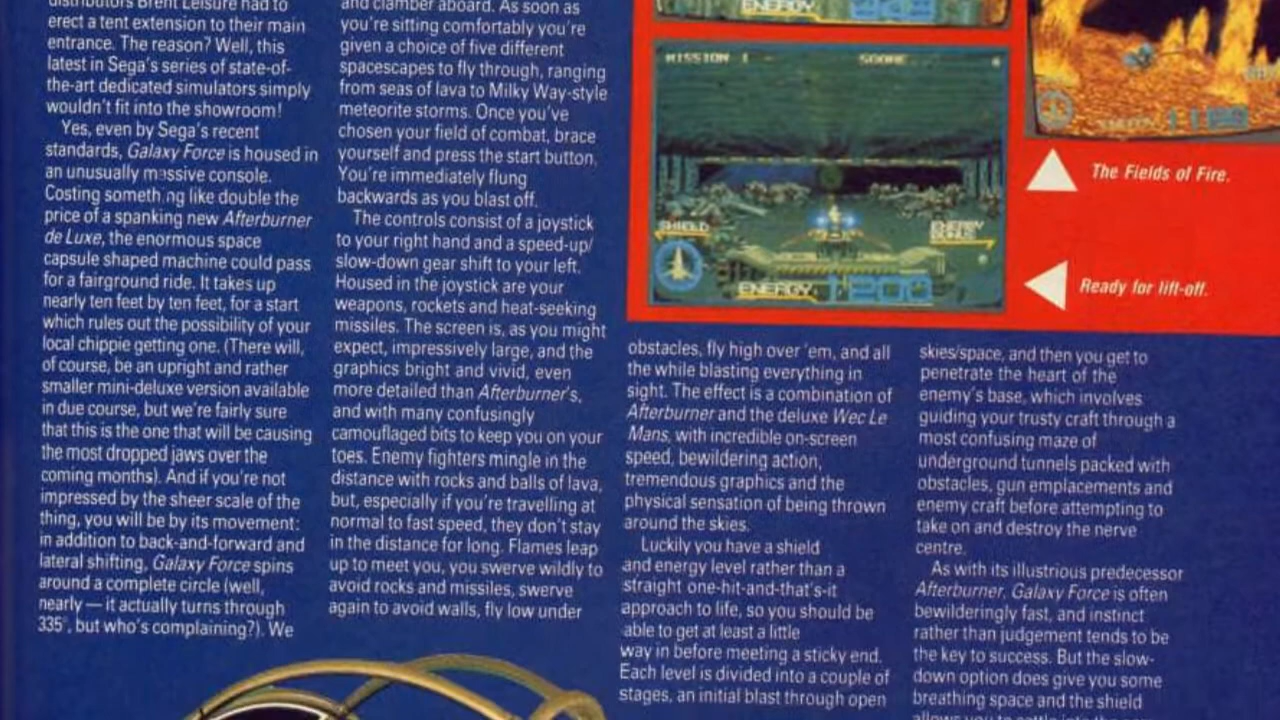 distributors Brent Leisure had to
erect a tent extension to their main
entrance. The reason? Well, this
latest in Sega's series of state-of-
the-art dedicated simulators simply
wouldn't fit into the showroom!
Yes, even by Sega's recent
standards, Galaxy Force is housed in
an unusually massive console.
Costing someth ng like double the
price of a spanking new Afterburner
de Luxe, the enormous space
capsule shaped machine could pass
for a fairground ride. It takes up
nearly ten feet by ten feet, for a start
which rules out the possibility of your
local chippie getting one. (There will,
of course, be an upright and rather
smaller mini-deluxe version available
in due course, but we're fairly sure
that this is the one that will be causing
the most dropped jaws over the
coming months). And if you're not
impressed by the sheer scale of the
thing, you will be by its movement:
in addition to back-and-forward and
lateral shifting, Galaxy Force spins
around a complete circle (well,
nearly — it actually turns through
335°, but who's complaining?). We
and clamber aboard. As soon as
you're sitting comfortably you're
given a choice of five different
spacescapes to fly through, ranging
from seas of lava to Milky Way-style
meteorite storms. Once you've
chosen your field of combat, brace
yourself and press the start button.
You're immediately flung
backwards as you blast off.
The controls consist of a joystick
to your right hand and a speed-up/
slow-down gear shift to your left.
Housed in the joystick are your
weapons, rockets and heat-seeking
missiles. The screen is, as you might
expect, impressively large, and the
graphics bright and vivid, even
more detailed than Afterburner's,
and with many confusingly
camouflaged bits to keep you on your
toes. Enemy fighters mingle in the
distance with rocks and balls of lava,
but, especially if you're travelling at
normal to fast speed, they don't stay
in the distance for long. Flames leap
up to meet you, you swerve wildly to
avoid rocks and missiles, swerve
again to avoid walls, fly low under
ENERGY
MISSION 1
SCORE
SHIELD
ENERGY
BONUS
ENERGY 1200
The Fields of Fire.
Ready for lift-off.
obstacles, fly high over 'em, and all
the while blasting everything in
sight. The effect is a combination of
Afterburner and the deluxe Wec Le
Mans, with incredible on-screen
speed, bewildering action,
tremendous graphics and the
physical sensation of being thrown
around the skies.
Luckily you have a shield
and energy level rather than a
straight one-hit-and-that's-it
approach to life, so you should be
able to get at least a little
way in before meeting a sticky end.
Each level is divided into a couple of
stages, an initial blast through open
skies/space, and then you get to
penetrate the heart of the
enemy's base, which involves
guiding your trusty craft through a
most confusing maze of
underground tunnels packed with
obstacles, gun emplacements and
enemy craft before attempting to
take on and destroy the nerve
centre.
As with its illustrious predecessor
Afterburner, Galaxy Force is often
bewilderingly fast, and instinct
rather than judgement tends to be
the key to success. But the slow-
down option does give you some
breathing space and the shield
allows you to settle